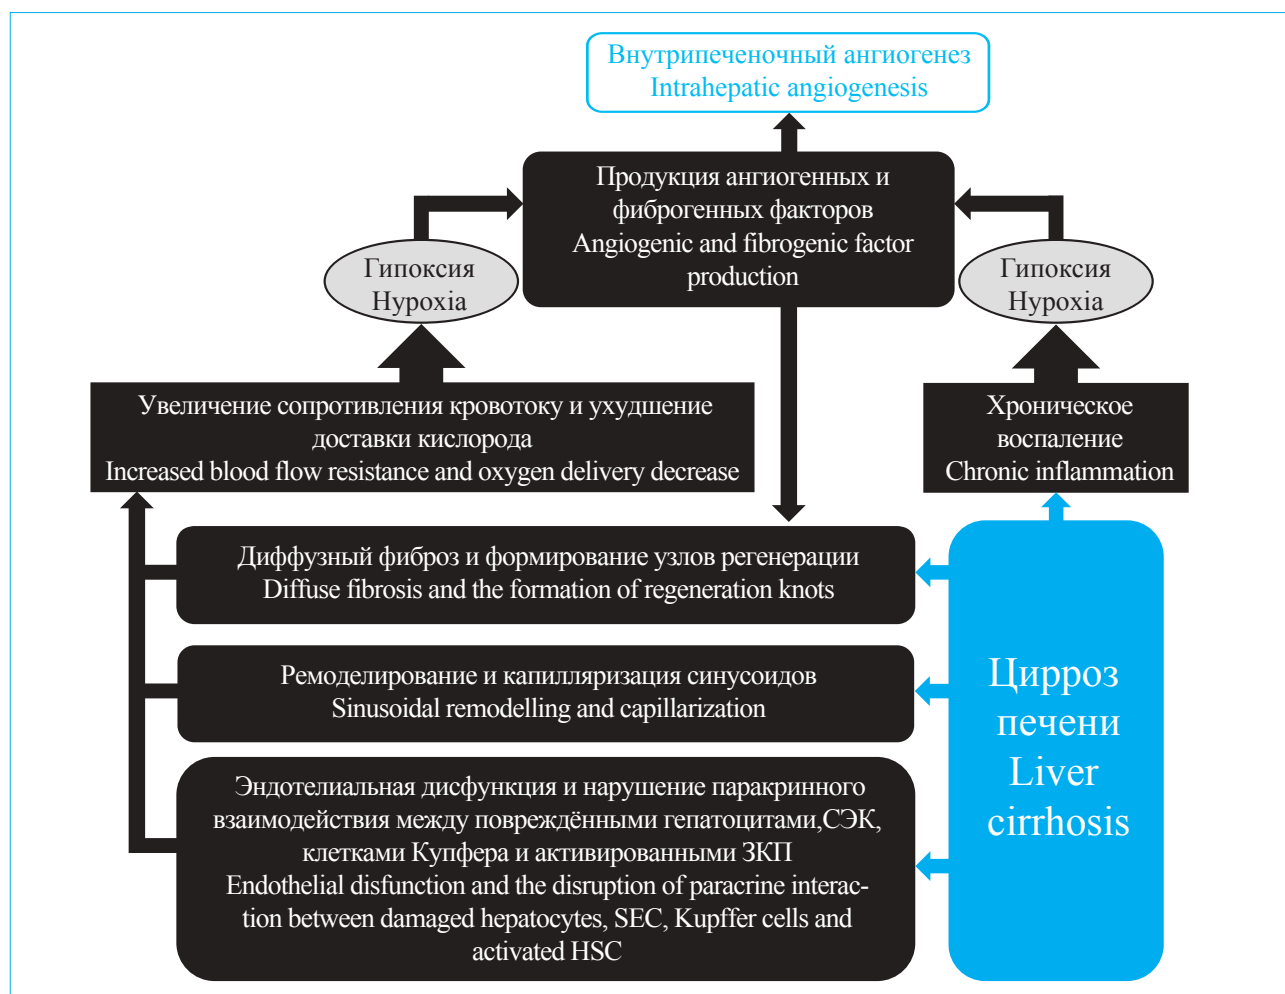 Внутрипеченочный ангиогенез
Intrahepatic angiogenesis
Продукция ангиогенных и
фиброгенных факторов
Angiogenic and fibrogenic factor
production
Гипоксия
Hypoxia
Гипоксия
Hypoxia
Увеличение сопротивления кровотоку и ухудшение
доставки кислорода
Increased blood flow resistance and oxygen delivery decrease
Хроническое
воспаление
Chronic inflammation
Диффузный фиброз и формирование узлов регенерации
Diffuse fibrosis and the formation of regeneration knots
Ремоделирование и капилляризация синусоидов
Sinusoidal remodelling and capillarization
Эндотелиальная дисфункция и нарушение паракринного
взаимодействия между повреждёнными гепатоцитами,СЭК,
клетками Купфера и активированными ЗКП
Endothelial disfunction and the disruption of paracrine interac-
tion between damaged hepatocytes, SEC, Kupffer cells and
activated HSC
Цирроз
печени
Liver
cirrhosis